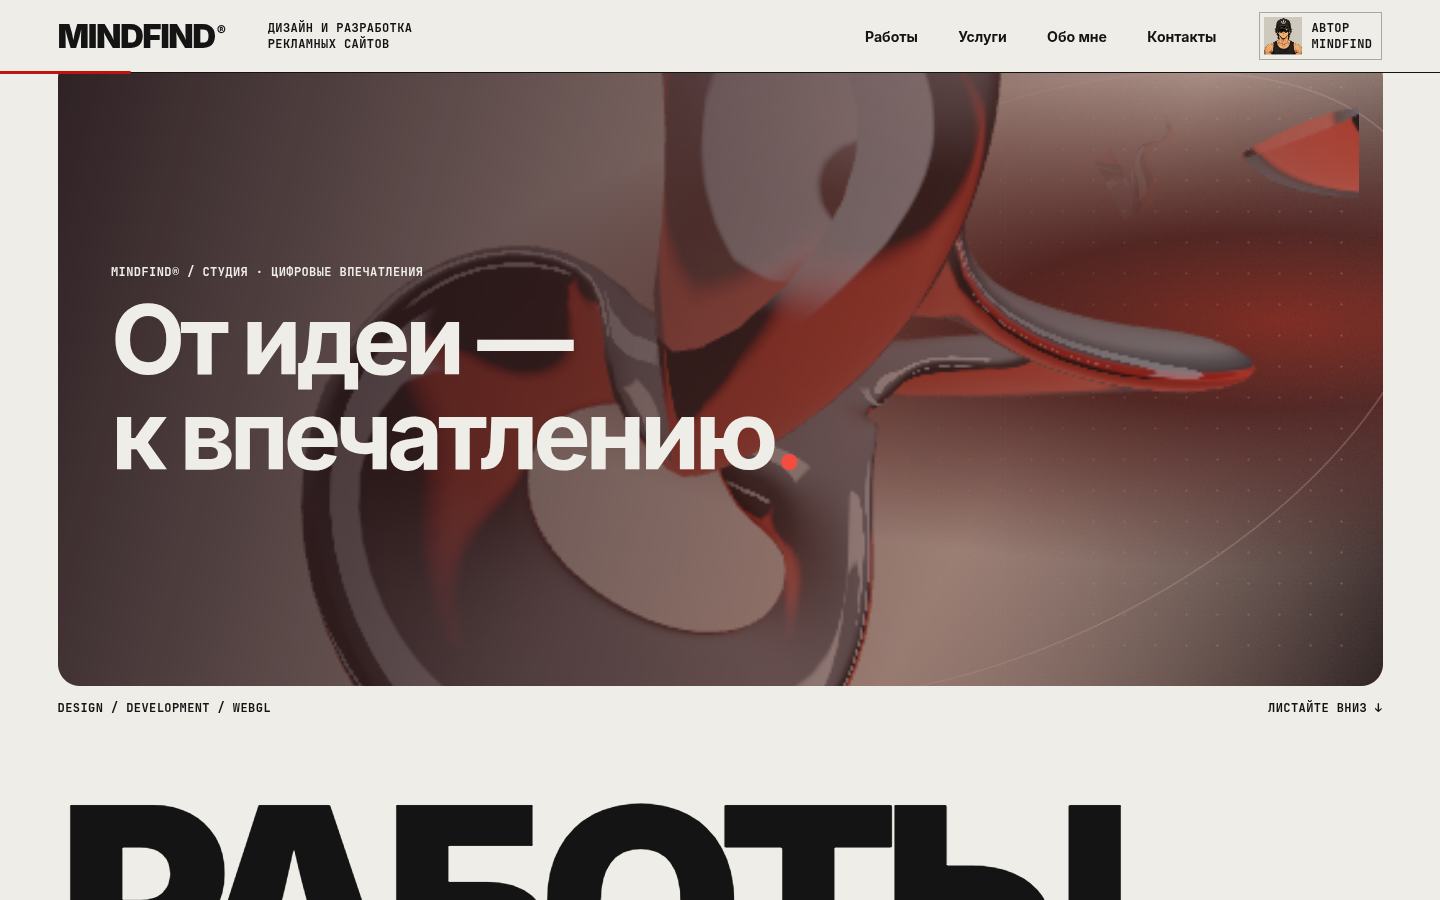 MINDFIND®
ДИЗАЙН И РАЗРАБОТКА
РЕКЛАМНЫХ САЙТОВ
Работы
Услуги
Обо мне
Контакты
АВТОР
MINDFIND
MINDFIND® / СТУДИЯ · ЦИФРОВЫЕ ВПЕЧАТЛЕНИЯ
От идеи —
к впечатлению.
DESIGN / DEVELOPMENT / WEBGL
ЛИСТАЙТЕ ВНИЗ ↓
РАБОТЫ